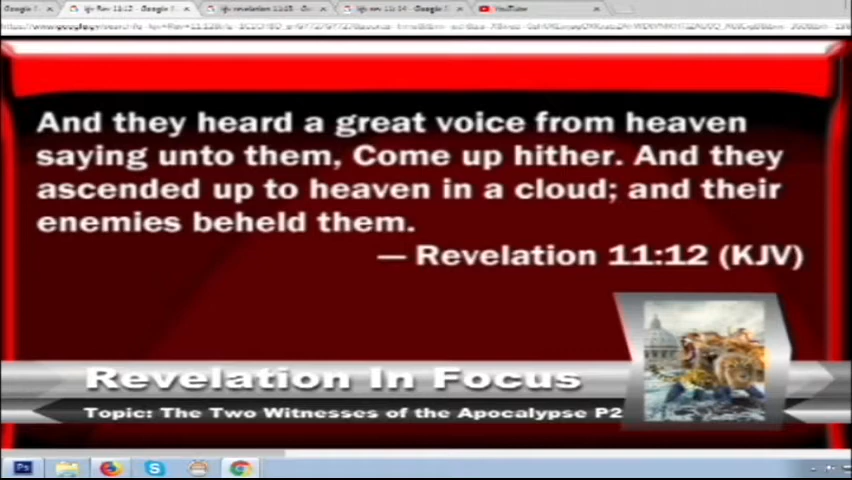 YouTube
And they heard a great voice from heaven
saying unto them, Come up hither. And they
ascended up to heaven in a cloud; and their
enemies beheld them.
— Revelation 11:12 (KJV)
Revelation In Focus
Topic: The Two Witnesses of the Apocalypse P2
Ps
S